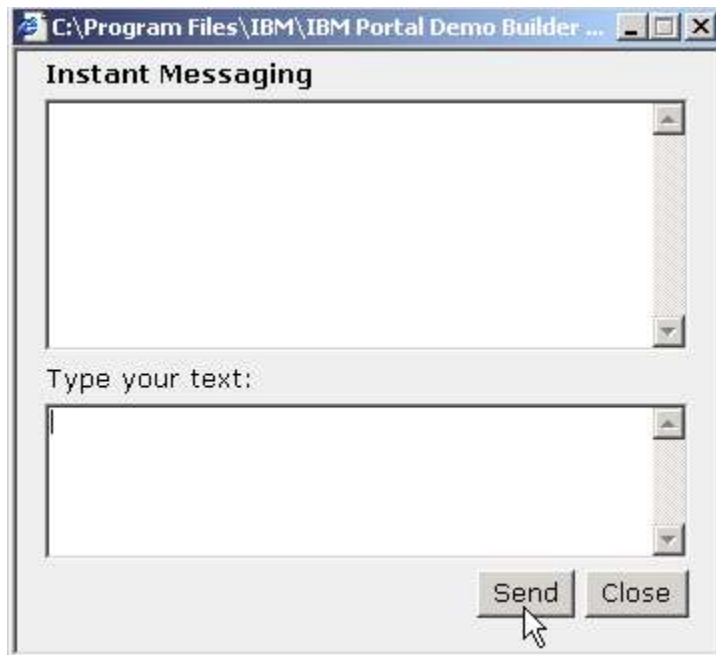 C:\Program Files\IBM\IBM Portal Demo Builder ...
Instant Messaging
Type your text:
Send Close